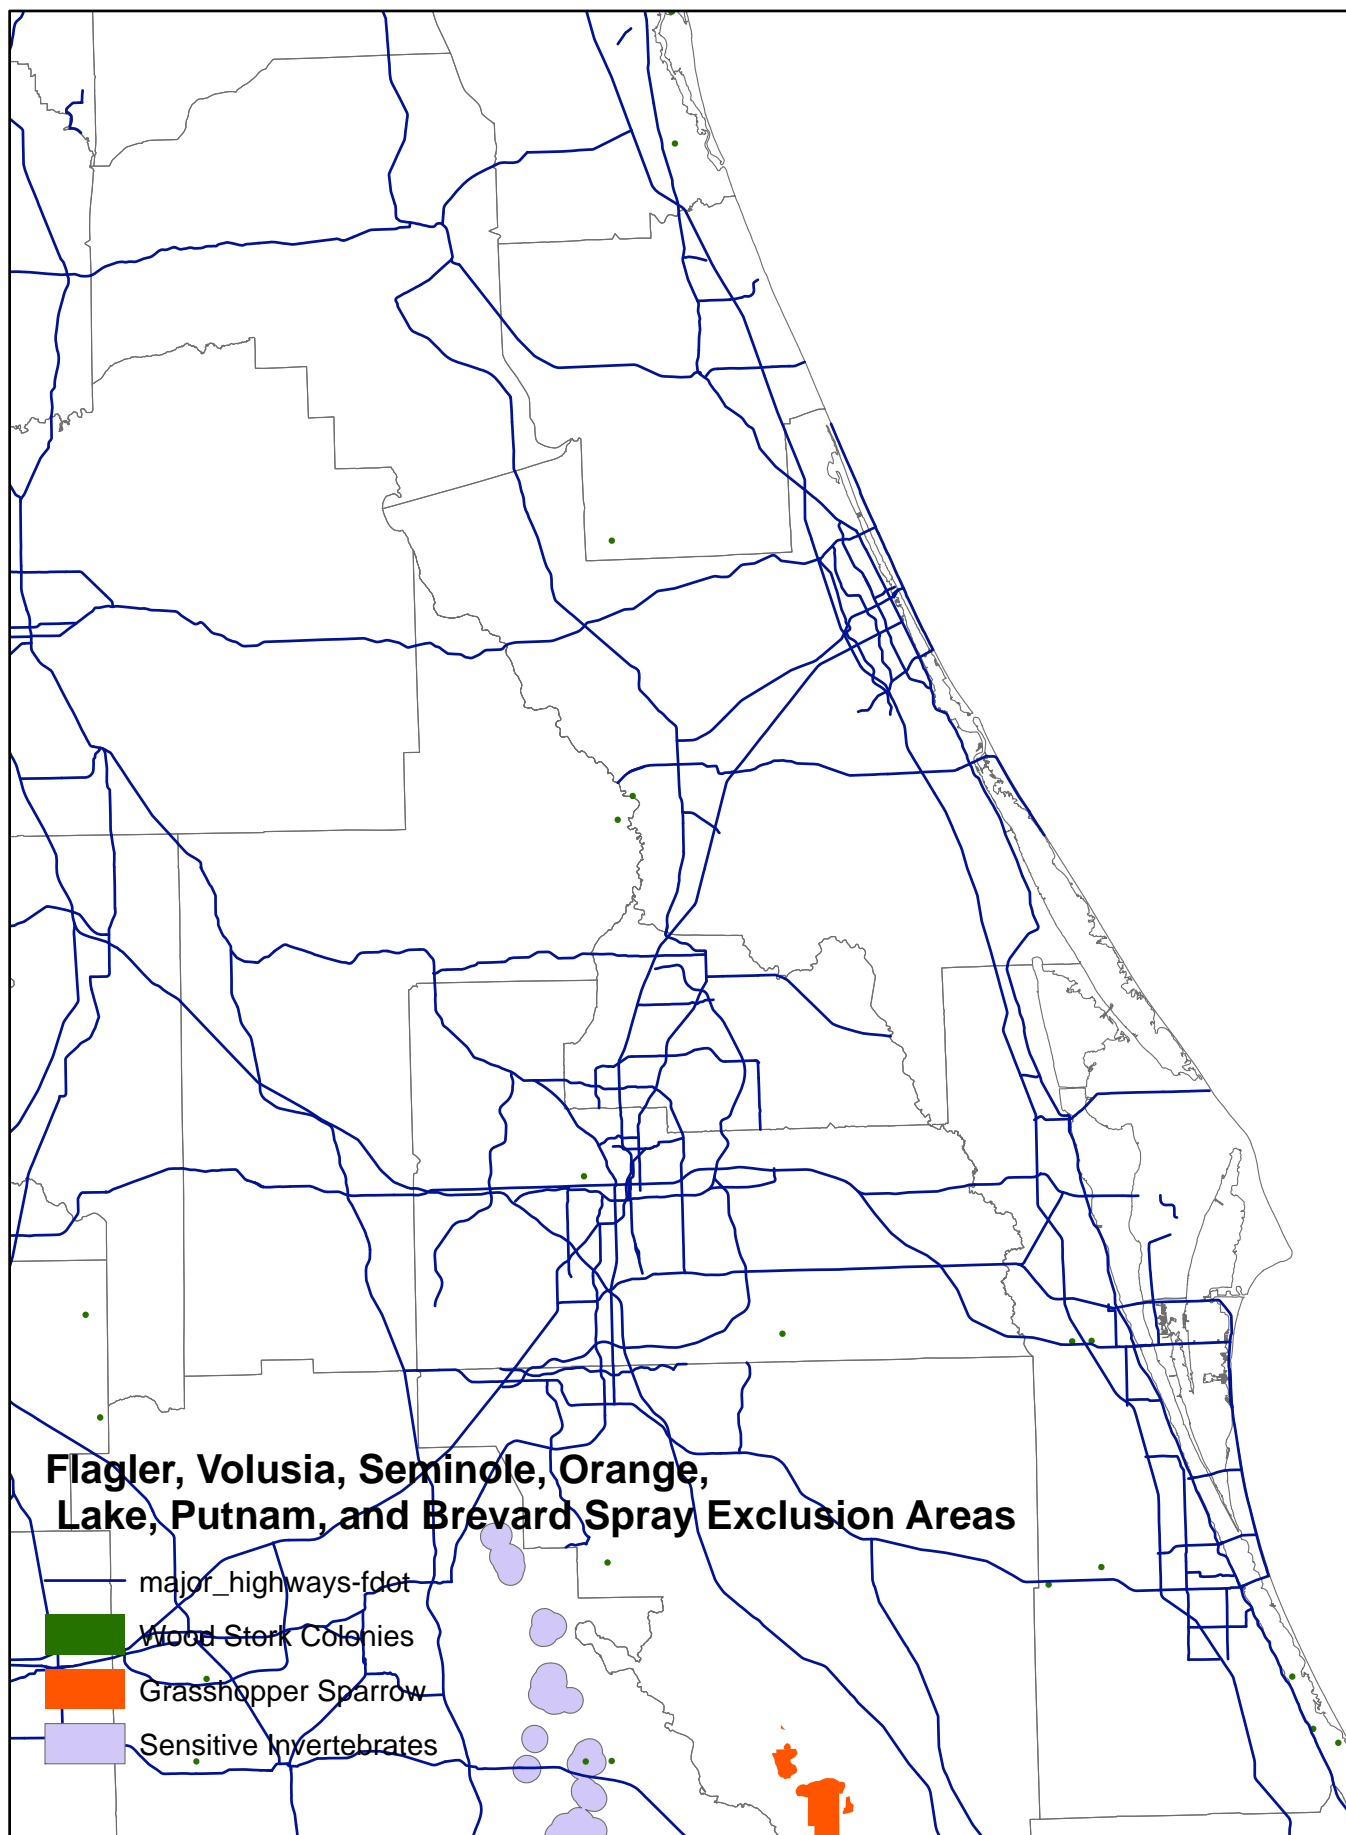 Flagler, Volusia, Seminole, Orange,
Lake, Putnam, and Brevard Spray Exclusion Areas
major_highways-fdot
Wood Stork Colonies
Grasshopper Sparrow
Sensitive Invertebrates